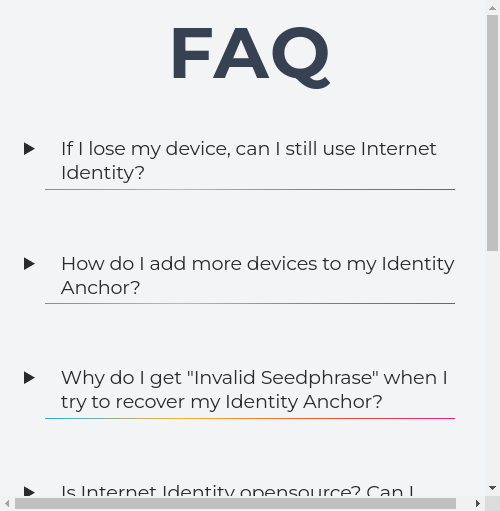 FAQ
If I lose my device, can I still use Internet
Identity?
How do I add more devices to my Identity
Anchor?
Why do I get "Invalid Seedphrase" when I
try to recover my Identity Anchor?
Is Internet Identity opensource? Can I